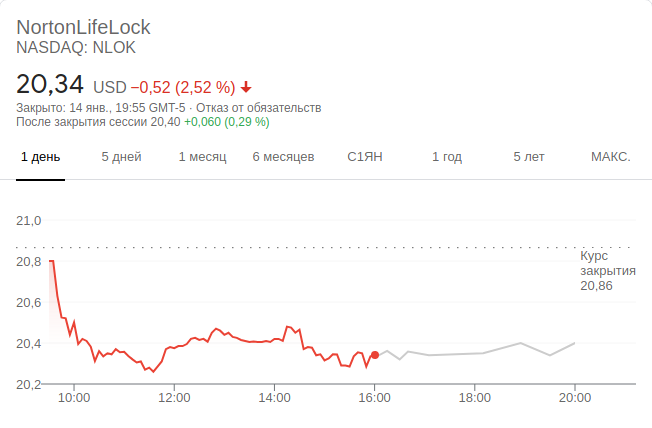 NortonLifeLock
NASDAQ: NLOK
20,34 USD −0,52 (2,52 %)
Закрыто: 14 янв., 19:55 GMT-5 · Отказ от обязательств
После закрытия сессии 20,40 +0,060 (0,29 %)
1 день 5 дней 1 месяц 6 месяцев С1ЯН 1 год 5 лет МАКС.
21,0
20,8
20,6
20,4
20,2
Курс
закрытия
20,86
10:00 12:00 14:00 16:00 18:00 20:00